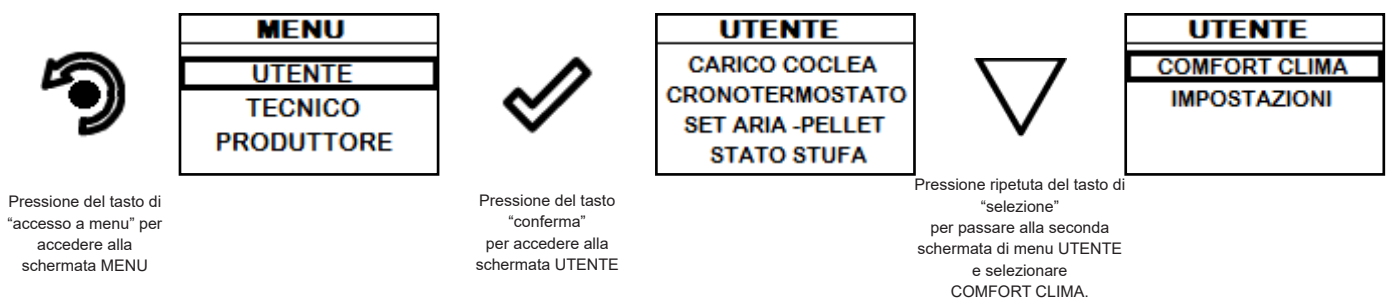 MENU
UTENTE
TECNICO
PRODUTTORE
Pressione del tasto di
“accesso a menu” per
accedere alla
schermata MENU
Pressione del tasto
“conferma”
per accedere alla
schermata UTENTE
UTENTE
CARICO COCLEA
CRONOTERMOSTATO
SET ARIA -PELLET
STATO STUFA
Pressione ripetuta del tasto di
“selezione”
per passare alla seconda
schermata di menu UTENTE
e selezionare
COMFORT CLIMA.
UTENTE
COMFORT CLIMA
IMPOSTAZIONI